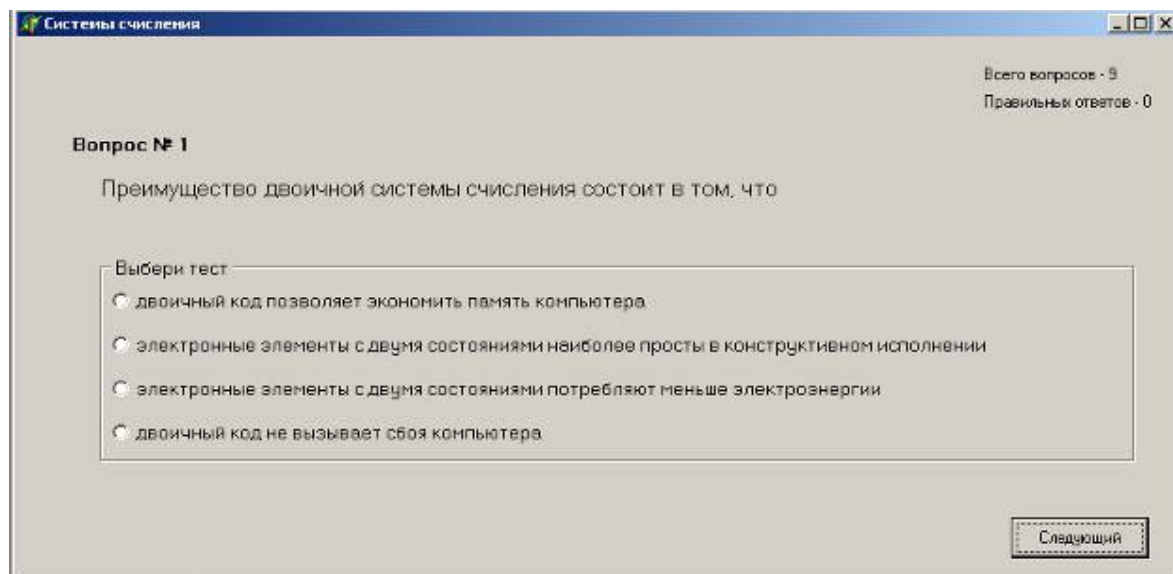 Системы счисления
Всего вопросов - 9
Правильных ответов - 0
Вопрос № 1
Преимущество двоичной системы счисления состоит в том, что
Выбери тест
двоичный код позволяет экономить память компьютера
электронные элементы с двумя состояниями наиболее просты в конструктивном исполнении
электронные элементы с двумя состояниями потребляют меньше электроэнергии
двоичный код не вызывает сбоя компьютера
Следующий